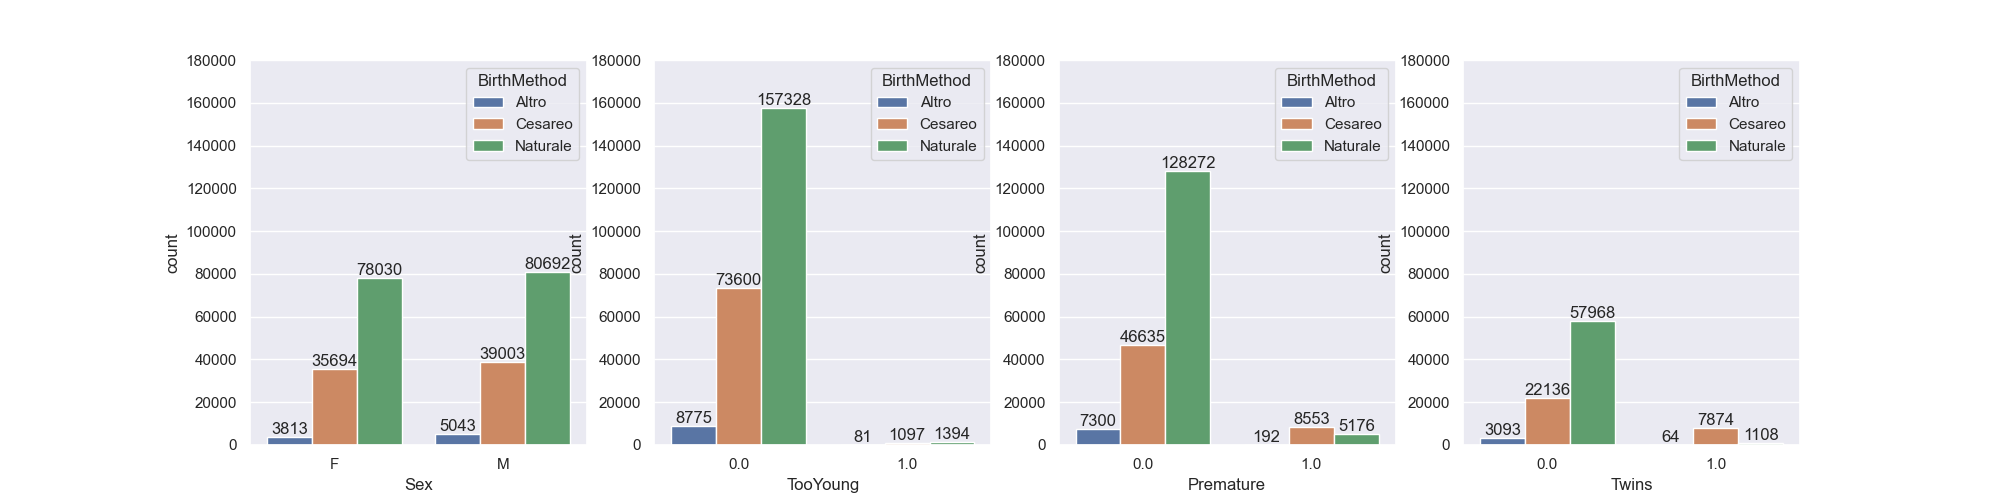 180000
160000
140000
120000
100000
80000
60000
40000
20000
0
count
BirthMethod
Altro
Cesareo
Naturale
3813
35694
78030
5043
39003
80692
F
M
Sex
180000
160000
140000
120000
100000
80000
60000
40000
20000
0
count
BirthMethod
Altro
Cesareo
Naturale
8775
73600
157328
81
1097
1394
0.0
1.0
TooYoung
180000
160000
140000
120000
100000
80000
60000
40000
20000
0
count
BirthMethod
Altro
Cesareo
Naturale
7300
46635
128272
192
8553
5176
0.0
1.0
Premature
180000
160000
140000
120000
100000
80000
60000
40000
20000
0
count
BirthMethod
Altro
Cesareo
Naturale
3093
22136
57968
64
7874
1108
0.0
1.0
Twins